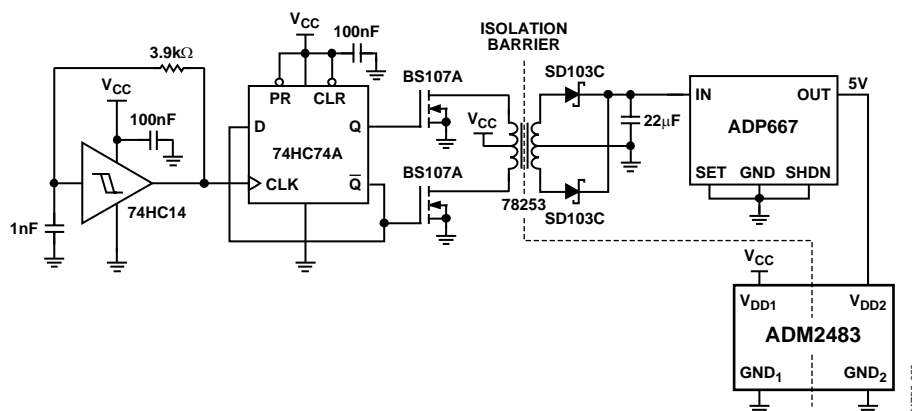 ISOLATION
BARRIER
3.9kΩ
VCC
100nF
VCC
100nF
PR CLR
D Q
74HC74A
CLK Q
74HC14
1nF
BS107A
VCC
BS107A
78253
SD103C
SD103C
22μF
IN OUT
ADP667
SET GND SHDN
5V
VCC
VDD1 VDD2
ADM2483
GND1 GND2